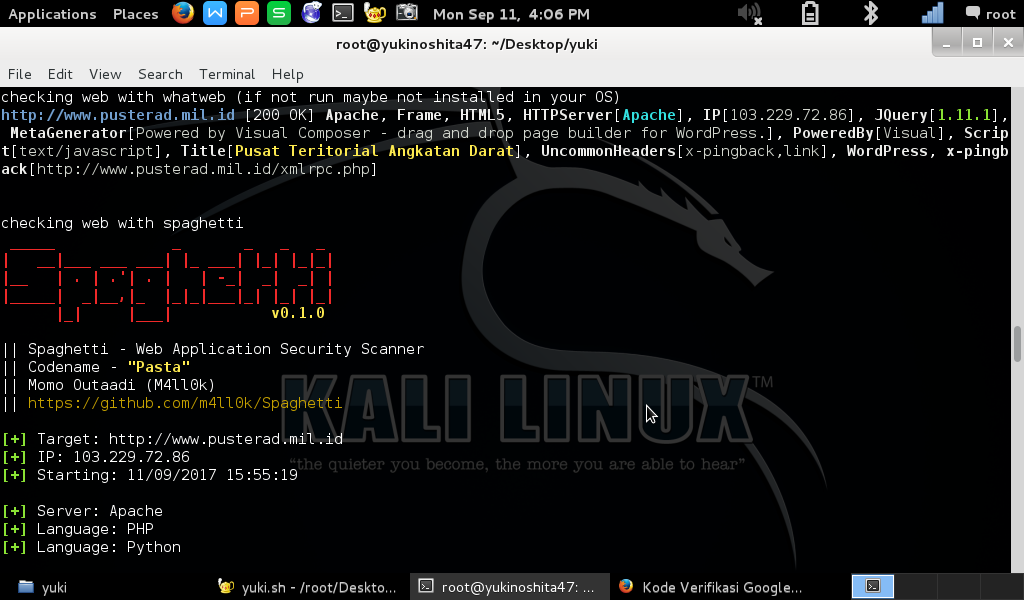 Applications Places Mon Sep 11, 4:06 PM root
root@yukinoshita47: ~/Desktop/yuki
File Edit View Search Terminal Help
checking web with whatweb (if not run maybe not installed in your OS)
http://www.pusterad.mil.id [200 OK] Apache, Frame, HTML5, HTTPServer[Apache], IP[103.229.72.86], JQuery[1.11.1],
MetaGenerator[Powered by Visual Composer - drag and drop page builder for WordPress.], PoweredBy[Visual], Scrip
t[text/javascript], Title[Pusat Teritorial Angkatan Darat], UncommonHeaders[x-pingback,link], WordPress, x-pingb
ack[http://www.pusterad.mil.id/xmlrpc.php]
checking web with spaghetti
Spaghetti
v0.1.0
|| Spaghetti - Web Application Security Scanner
|| Codename - "Pasta"
|| Momo Outaadi (M4ll0k)
|| https://github.com/m4ll0k/Spaghetti
KALI LINUX™
[+] Target: http://www.pusterad.mil.id
[+] IP: 103.229.72.86
"the quieter you become, the more you are able to hear"
[+] Starting: 11/09/2017 15:55:19
[+] Server: Apache
[+] Language: PHP
[+] Language: Python
yuki yuki.sh - /root/Deskto... root@yukinoshita47: ... Kode Verifikasi Google...